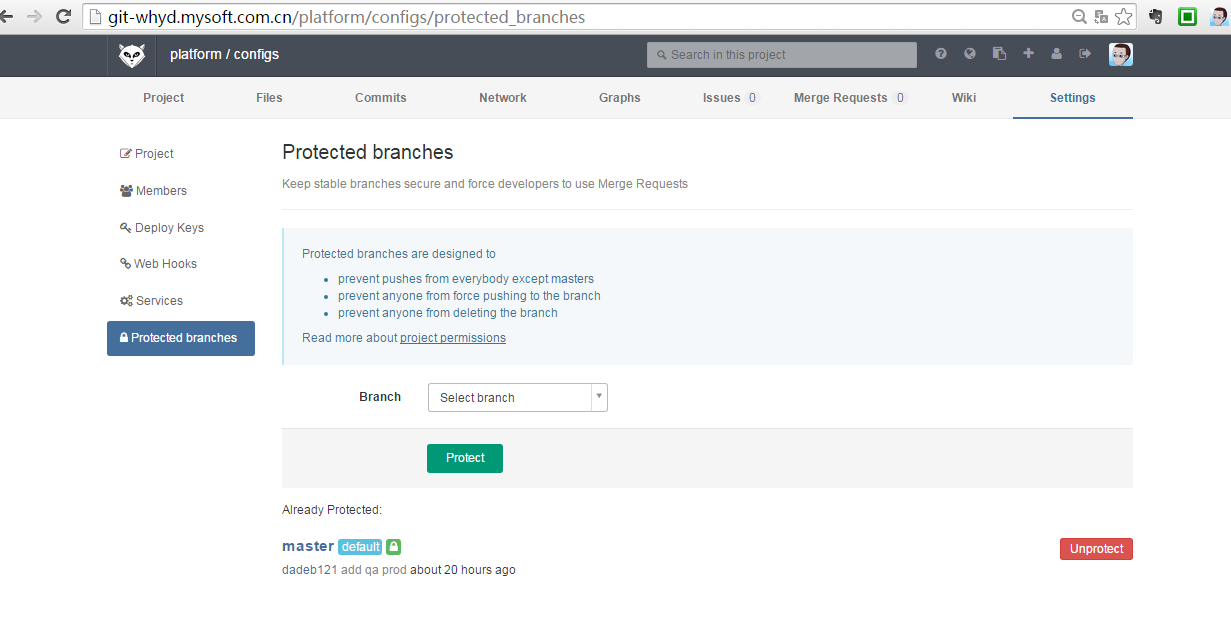 git-whyd.mysoft.com.cn/platform/configs/protected_branches
platform / configs
Search in this project
Project Files Commits Network Graphs Issues 0 Merge Requests 0 Wiki Settings
Project
Members
Deploy Keys
Web Hooks
Services
Protected branches
Protected branches
Keep stable branches secure and force developers to use Merge Requests
Protected branches are designed to
prevent pushes from everybody except masters
prevent anyone from force pushing to the branch
prevent anyone from deleting the branch
Read more about project permissions
Branch Select branch
Protect
Already Protected:
master default Unprotect
dadeb121 add qa prod about 20 hours ago